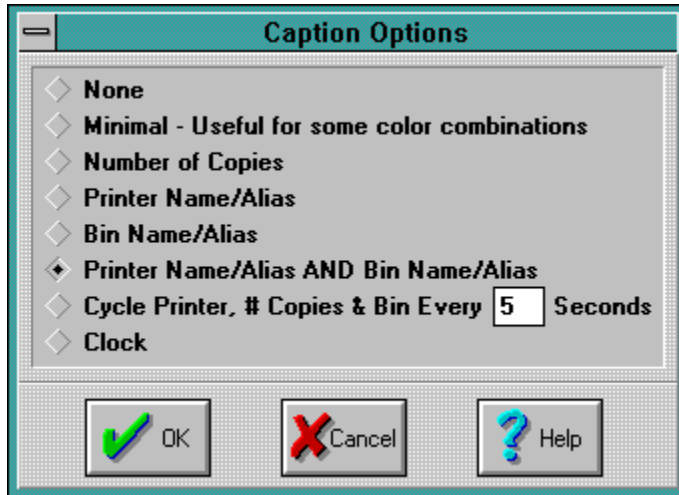 Caption Options
None
Minimal - Useful for some color combinations
Number of Copies
Printer Name/Alias
Bin Name/Alias
Printer Name/Alias AND Bin Name/Alias
Cycle Printer, # Copies & Bin Every 5 Seconds
Clock
OK Cancel Help